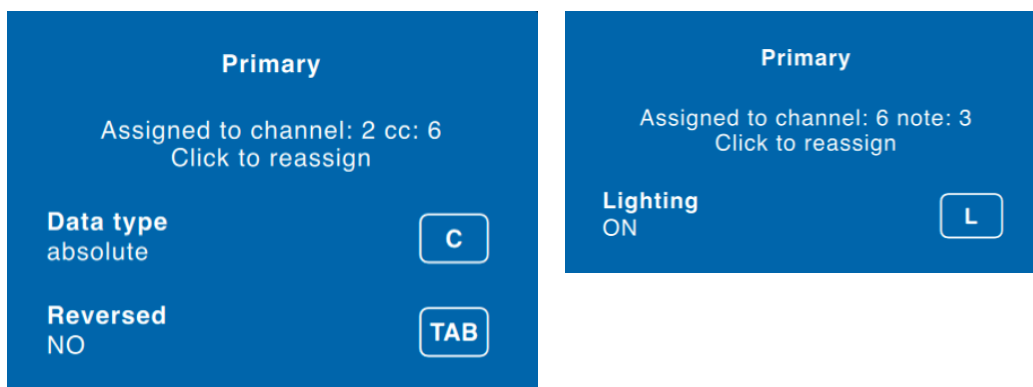 Primary
Assigned to channel: 2 cc: 6
Click to reassign
Data type
absolute
C
Reversed
NO
TAB
Primary
Assigned to channel: 6 note: 3
Click to reassign
Lighting
ON
L